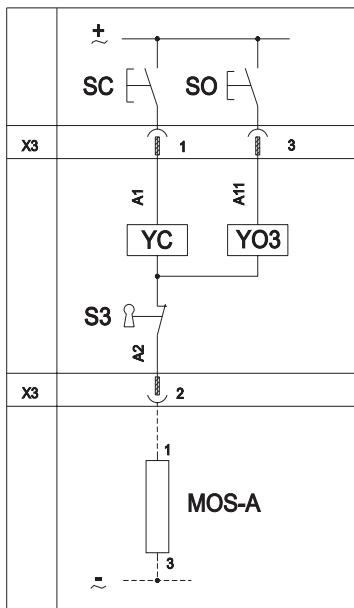 +
~
SC
SO
X3
1
3
A1
A11
YC
YO3
S3
A2
X3
2
1
MOS-A
3
-
~